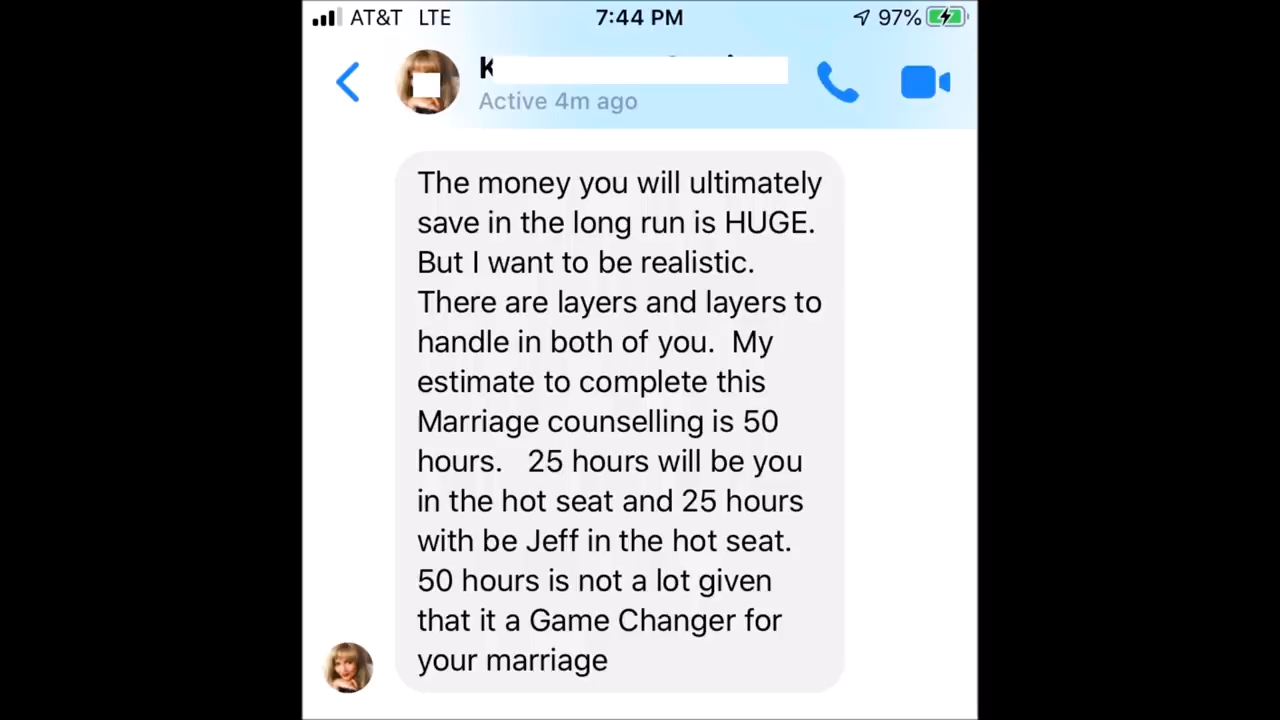 AT&T LTE 7:44 PM 97%
K
Active 4m ago
The money you will ultimately
save in the long run is HUGE.
But I want to be realistic.
There are layers and layers to
handle in both of you.  My
estimate to complete this
Marriage counselling is 50
hours.   25 hours will be you
in the hot seat and 25 hours
with be Jeff in the hot seat.
50 hours is not a lot given
that it a Game Changer for
your marriage